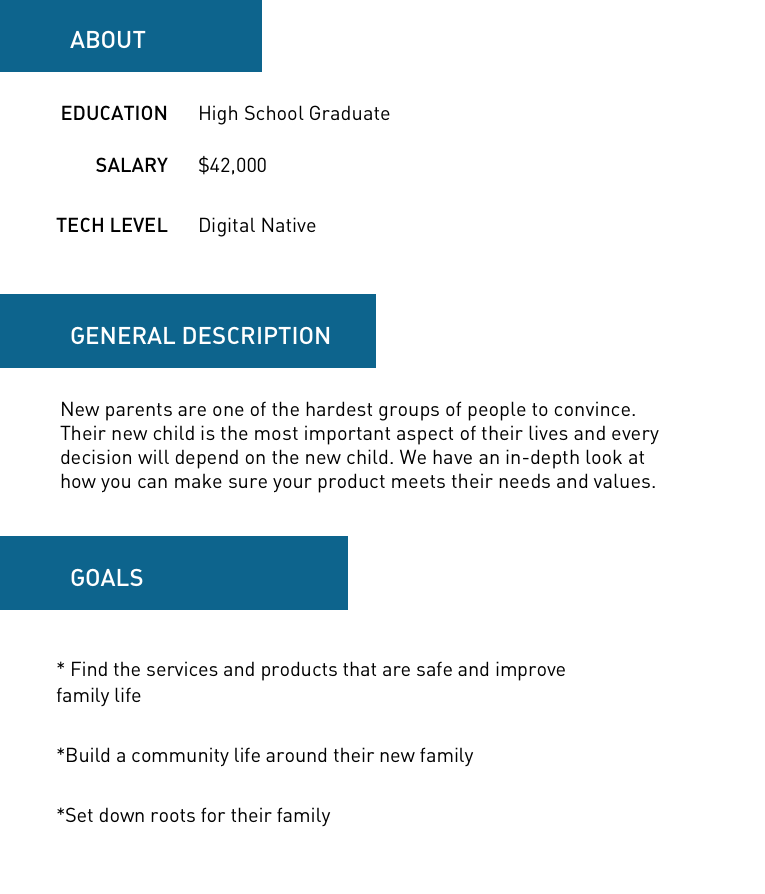 ABOUT
EDUCATION High School Graduate
SALARY $42,000
TECH LEVEL Digital Native
GENERAL DESCRIPTION
New parents are one of the hardest groups of people to convince.
Their new child is the most important aspect of their lives and every
decision will depend on the new child. We have an in-depth look at
how you can make sure your product meets their needs and values.
GOALS
* Find the services and products that are safe and improve
family life
*Build a community life around their new family
*Set down roots for their family